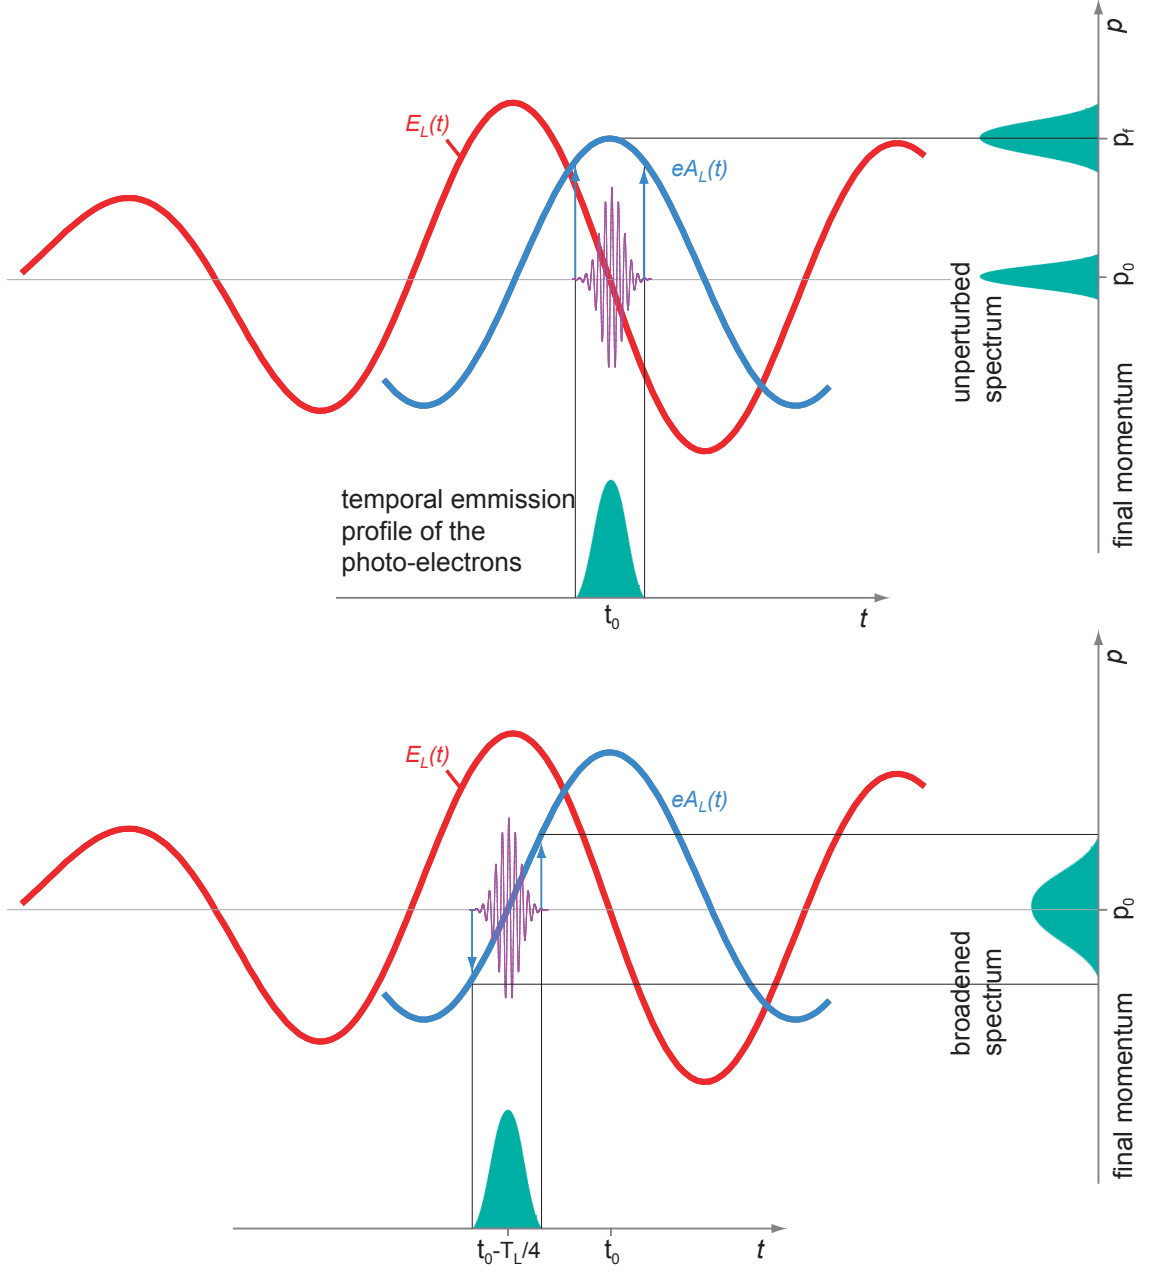 p
E_L(t)
p_f
eA_L(t)
unperturbed
spectrum
p_0
final momentum
temporal emmission
profile of the
photo-electrons
t_0
t
p
E_L(t)
eA_L(t)
p_0
broadened
spectrum
final momentum
t_0-T_L/4
t_0
t